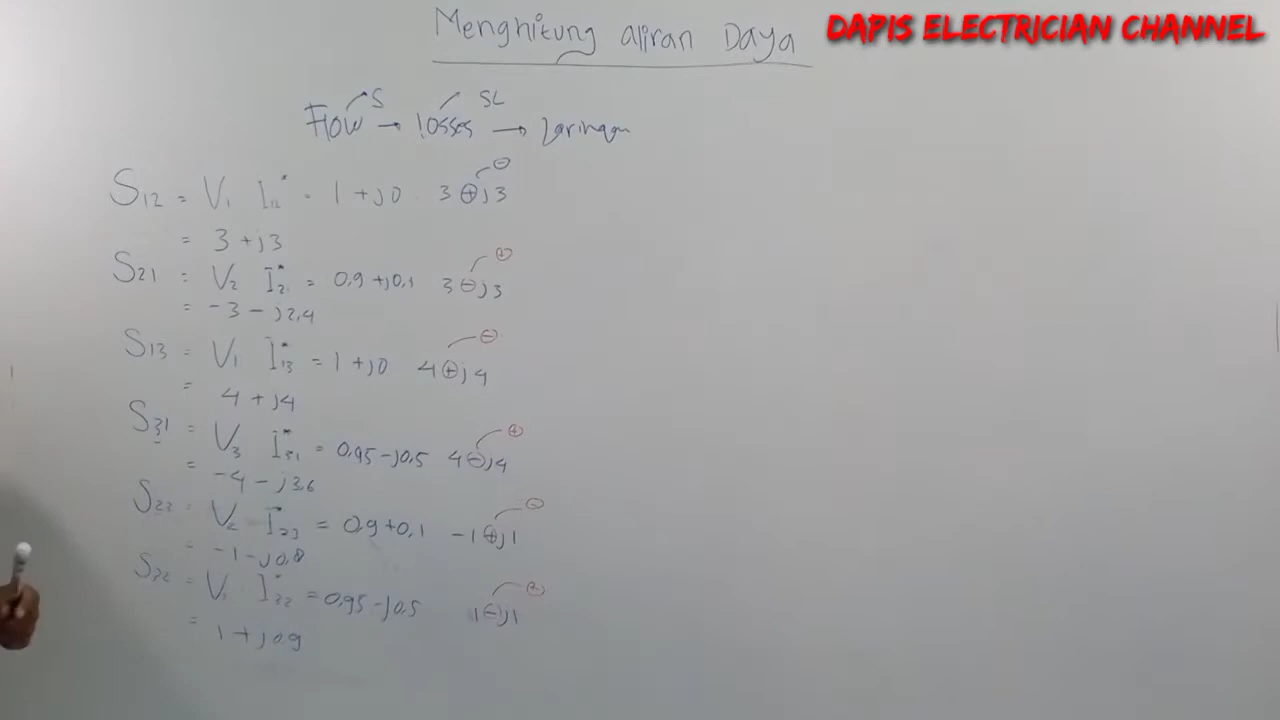 Menghitung aliran Daya
DAPIS ELECTRICIAN CHANNEL
Flow → S → losses → SL → Jaringan
S12 = V1 I12* = 1 + j0 3 ⊕ j3 ⊖
= 3 + j3
S21 = V2 I21* = 0,9 + j0,1 3 ⊖ j3 ⊕
= -3 - j2,4
S13 = V1 I13* = 1 + j0 4 ⊕ j4 ⊖
= 4 + j4
S31 = V3 I31* = 0,95 - j0,5 4 ⊖ j4 ⊕
= -4 - j3,6
S23 = V2 I23* = 0,9 + 0,1 -1 ⊕ j1 ⊖
= -1 - j0,8
S32 = I32* = 0,95 - j0,5 1 ⊖ j1 ⊕
= 1 + j0,9